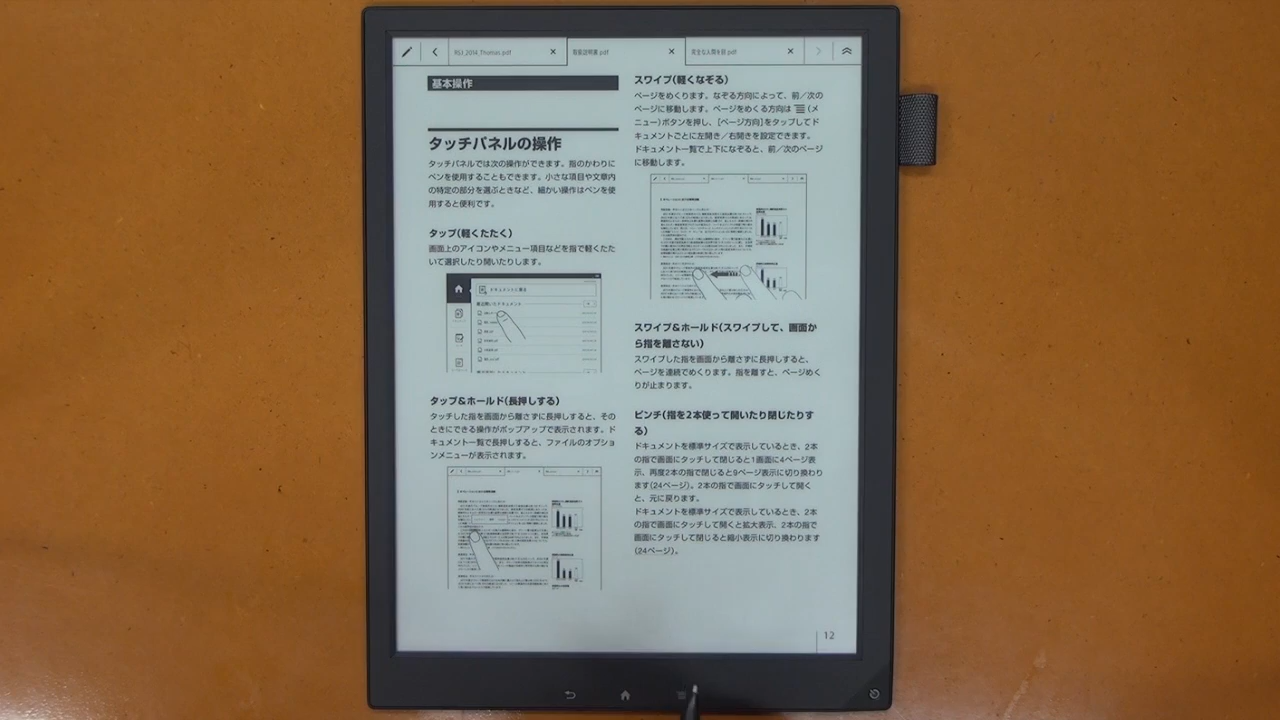 RSJ_2014_Thomas.pdf
取扱説明書.pdf
完全な人間を目.pdf
基本操作
タッチパネルの操作
タッチパネルでは次の操作ができます。指のかわりに
ペンを使用することもできます。小さな項目や文章内
の特定の部分を選ぶときなど、細かい操作はペンを使
用すると便利です。
タップ(軽くたたく)
画面上のアイコンやメニュー項目などを指で軽くたた
いて選択したり開いたりします。
ドキュメントに戻る
最近開いたドキュメント
タップ&ホールド(長押しする)
タッチした指を画面から離さずに長押しすると、その
ときにできる操作がポップアップで表示されます。ド
キュメント一覧で長押しすると、ファイルのオプショ
ンメニューが表示されます。
スワイプ(軽くなぞる)
ページをめくります。なぞる方向によって、前/次の
ページに移動します。ページをめくる方向は (メ
ニュー)ボタンを押し、[ページ方向]をタップしてド
キュメントごとに左開き/右開きを設定できます。
ドキュメント一覧で上下になぞると、前/次のページ
に移動します。
スワイプ&ホールド(スワイプして、画面か
ら指を離さない)
スワイプした指を画面から離さずに長押しすると、
ページを連続でめくります。指を離すと、ページめく
りが止まります。
ピンチ(指を2本使って開いたり閉じたりす
る)
ドキュメントを標準サイズで表示しているとき、2本
の指で画面にタッチして閉じると1画面に4ページ表
示、再度2本の指で閉じると9ページ表示に切り換わり
ます(24ページ)。2本の指で画面にタッチして開く
と、元に戻ります。
ドキュメントを標準サイズで表示しているとき、2本
の指で画面にタッチして開くと拡大表示、2本の指で
画面にタッチして閉じると縮小表示に切り換わります
(24ページ)。
12